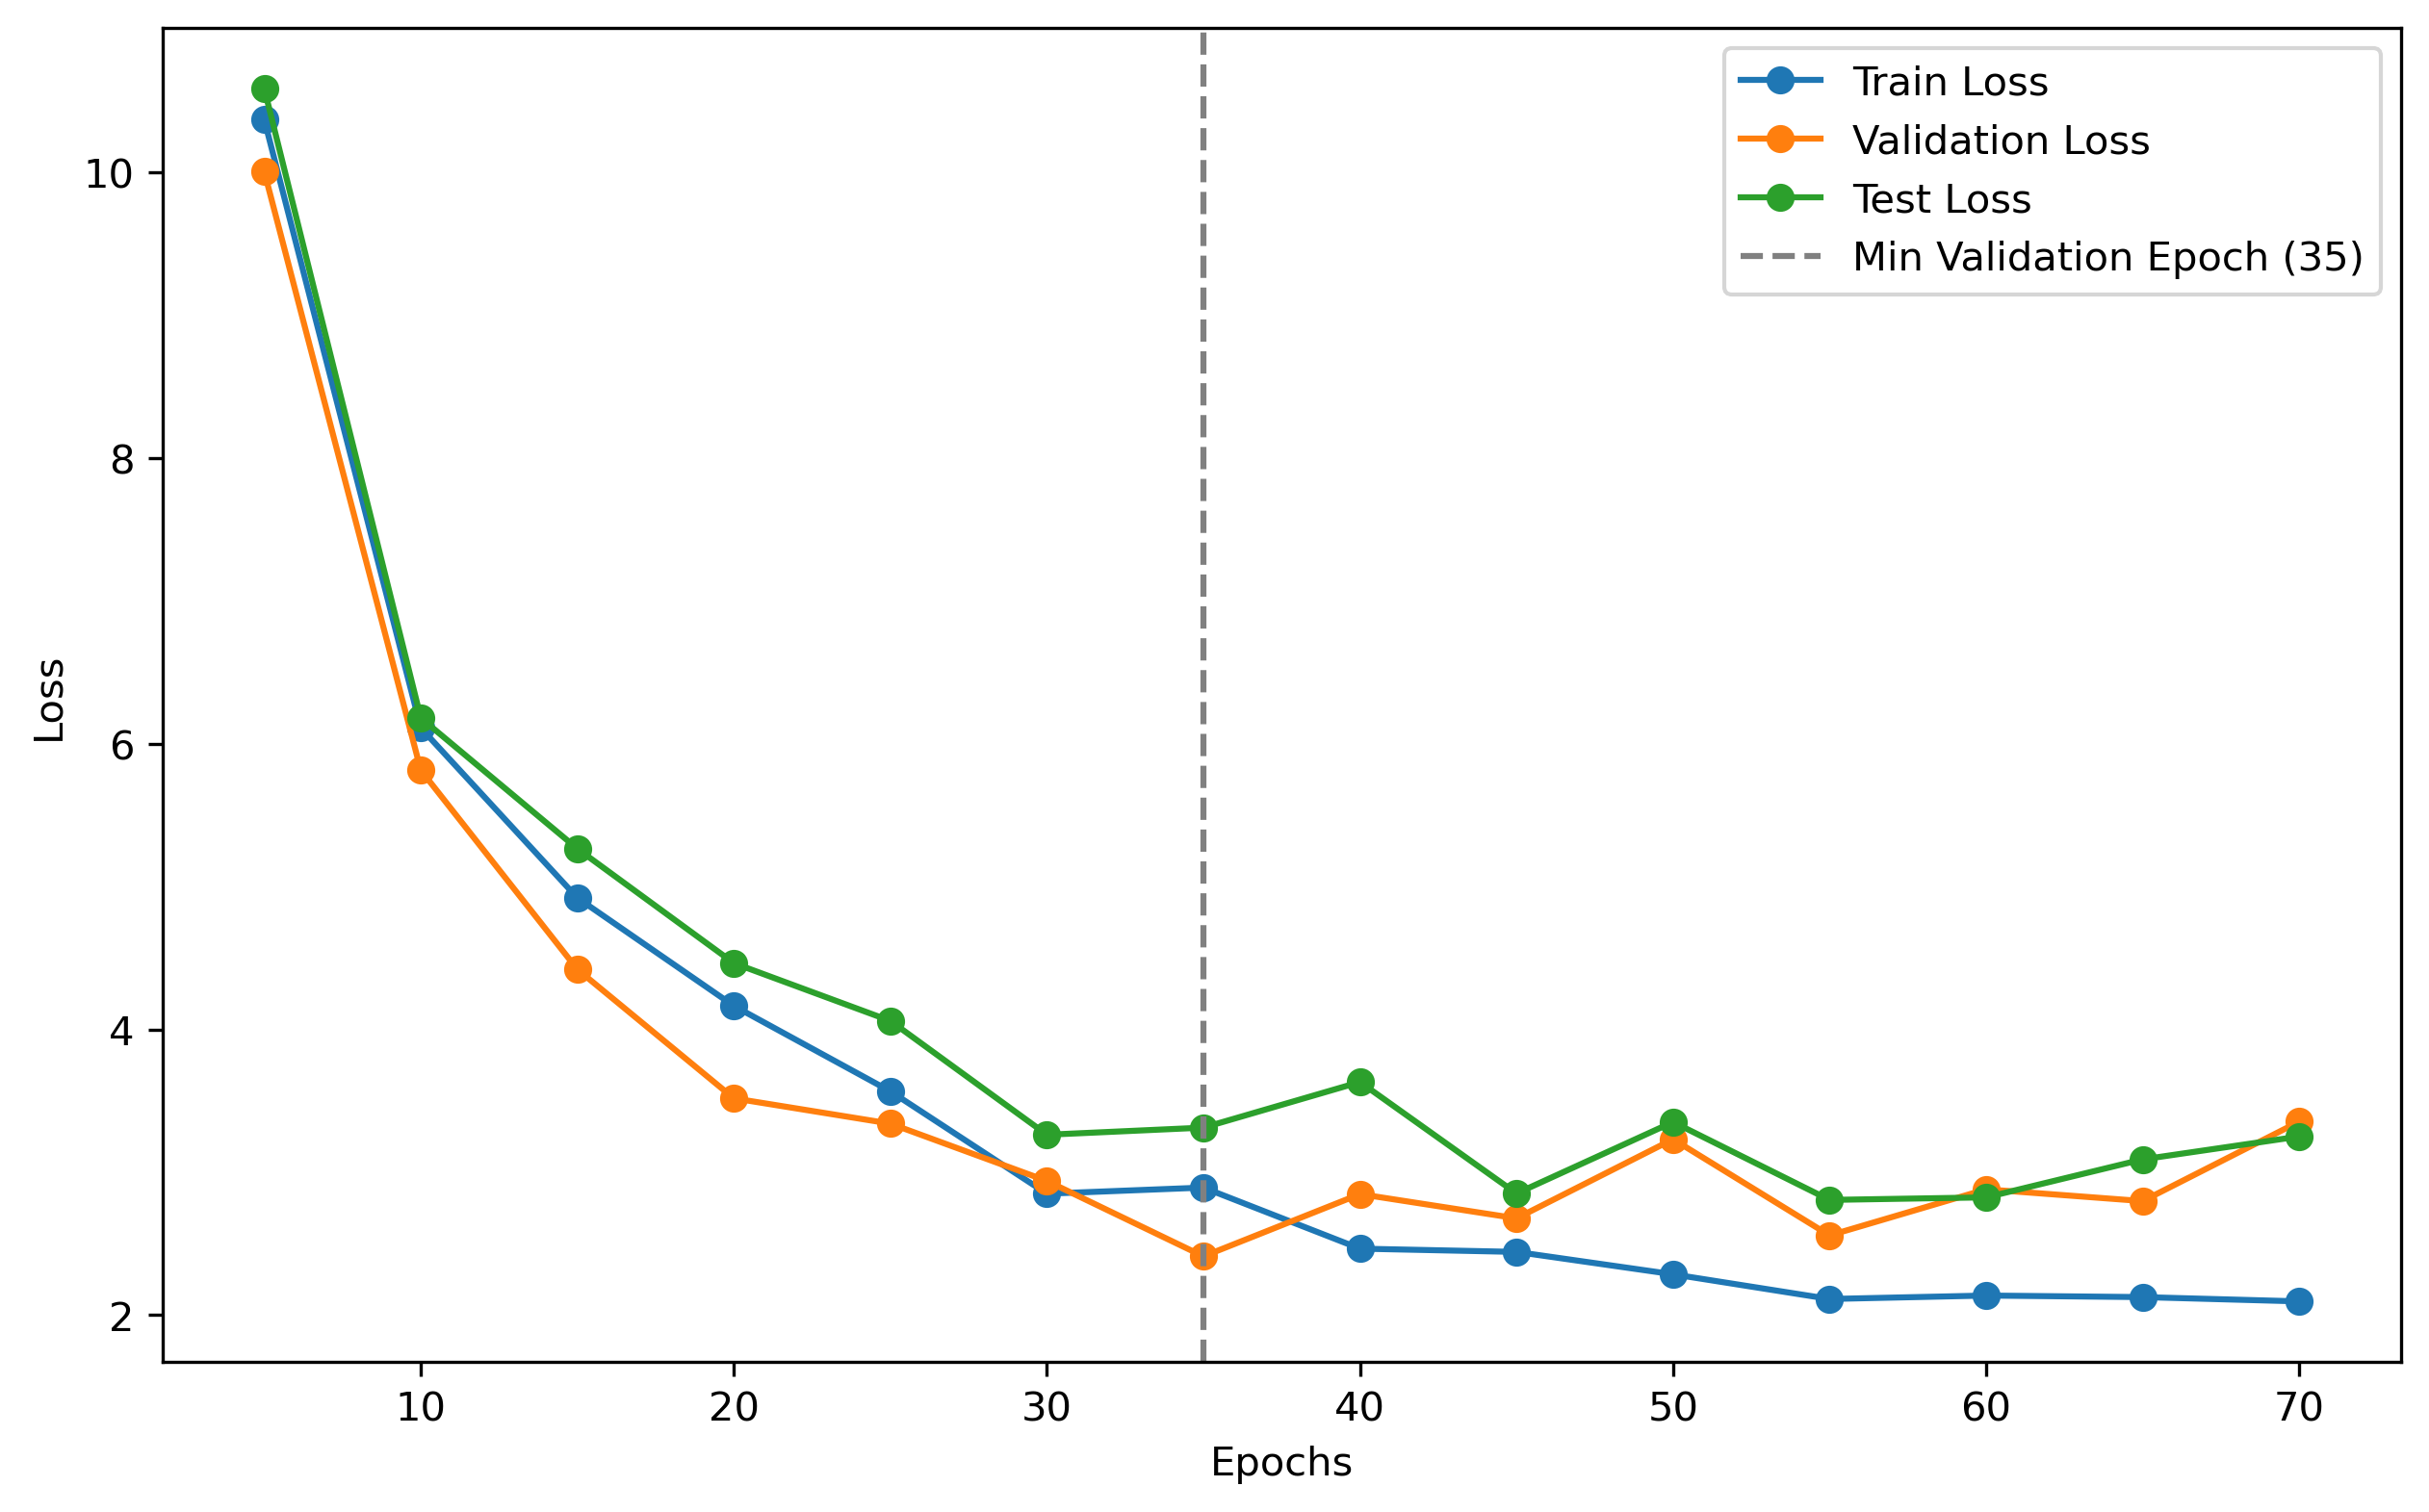 Train Loss
Validation Loss
Test Loss
Min Validation Epoch (35)
10
8
6
4
2
Loss
10 20 30 40 50 60 70
Epochs